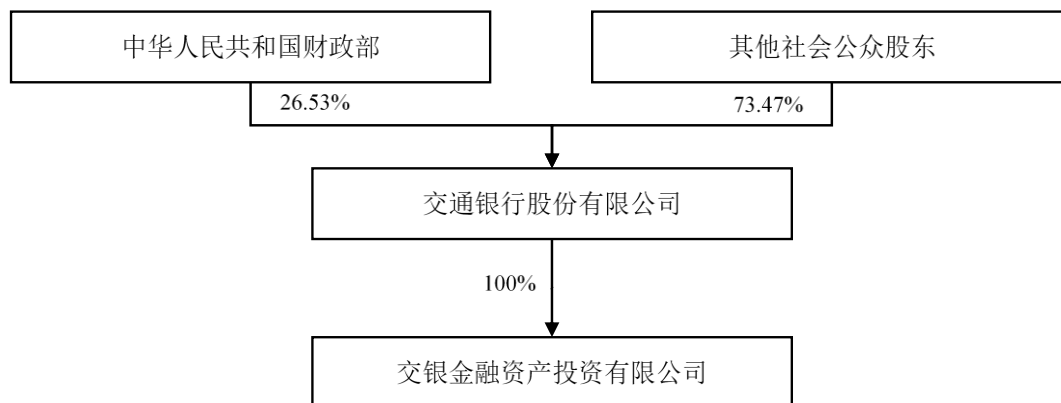 中华人民共和国财政部
其他社会公众股东
26.53%
73.47%
交通银行股份有限公司
100%
交银金融资产投资有限公司